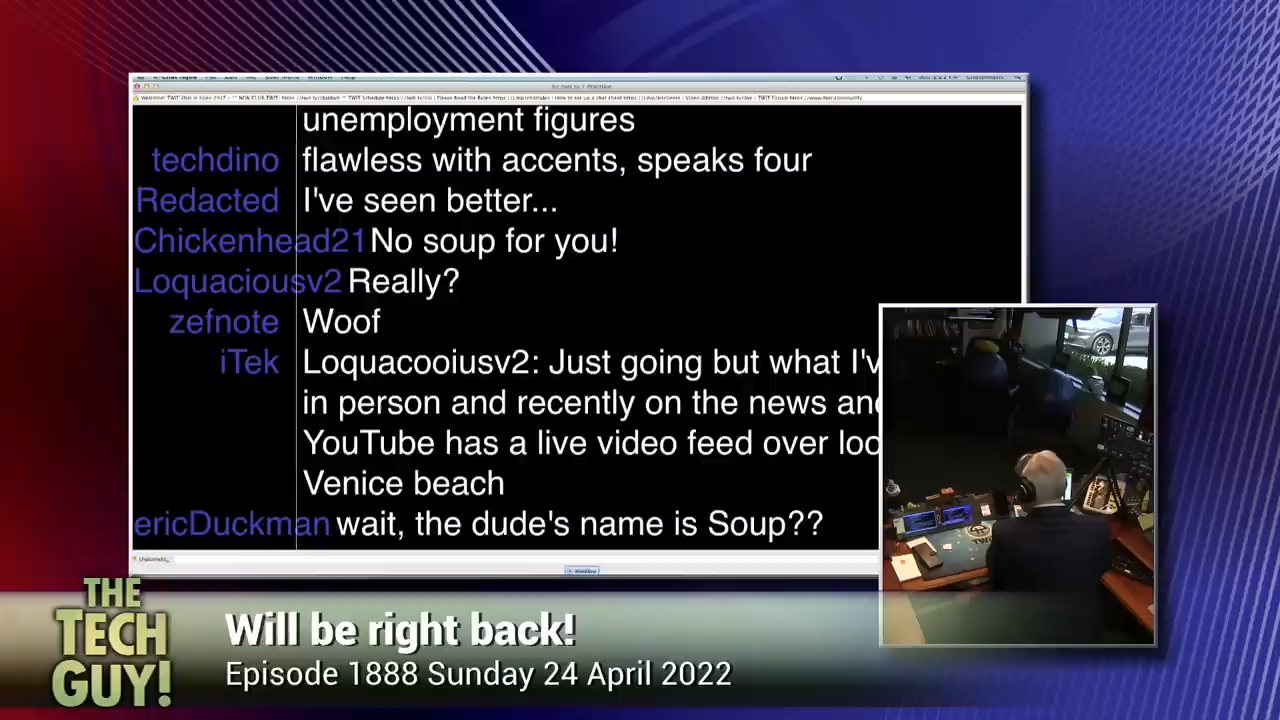 unemployment figures
techdino flawless with accents, speaks four
Redacted I've seen better...
Chickenhead21 No soup for you!
Loquaciousv2 Really?
zefnote Woof
iTek Loquacooiusv2: Just going but what I'v
in person and recently on the news an
YouTube has a live video feed over loo
Venice beach
ericDuckman wait, the dude's name is Soup??
THE
TECH
GUY!
Will be right back!
Episode 1888 Sunday 24 April 2022